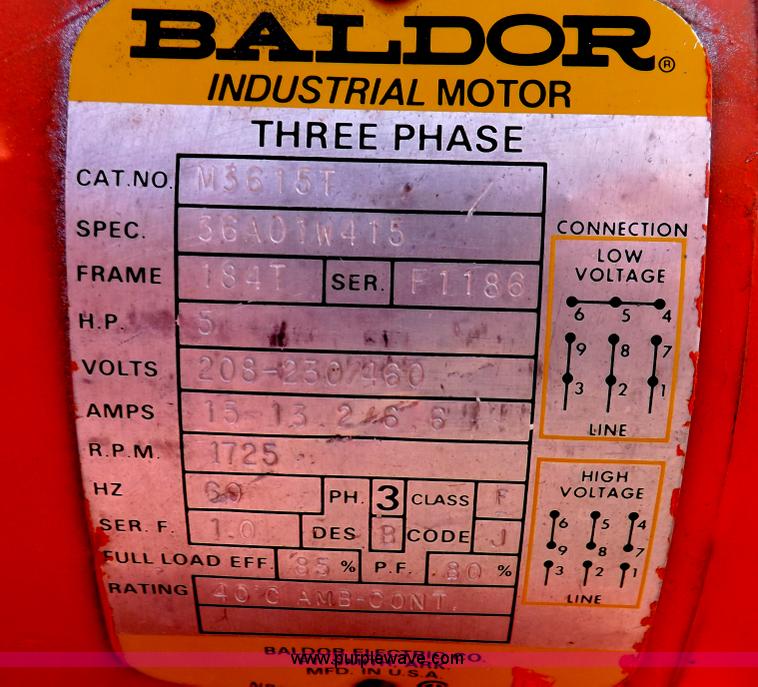 BALDOR®
INDUSTRIAL MOTOR
THREE PHASE
CAT.NO. M3615T
SPEC. 36A01W415
FRAME 184T SER. F1186
H.P. 5
VOLTS 208-230/460
AMPS 15-13.2/6.6
R.P.M. 1725
HZ 60 PH. 3 CLASS F
SER. F. 1.0 DES B CODE J
FULL LOAD EFF. 85 % P.F. 80 %
RATING 40 C AMB-CONT.
CONNECTION
LOW
VOLTAGE
6 5 4
9 8 7
3 2 1
LINE
HIGH
VOLTAGE
6 5 4
9 8 7
3 2 1
LINE
BALDOR ELECTRIC CO.
www.purplewave.com
MFD. IN U.S.A.